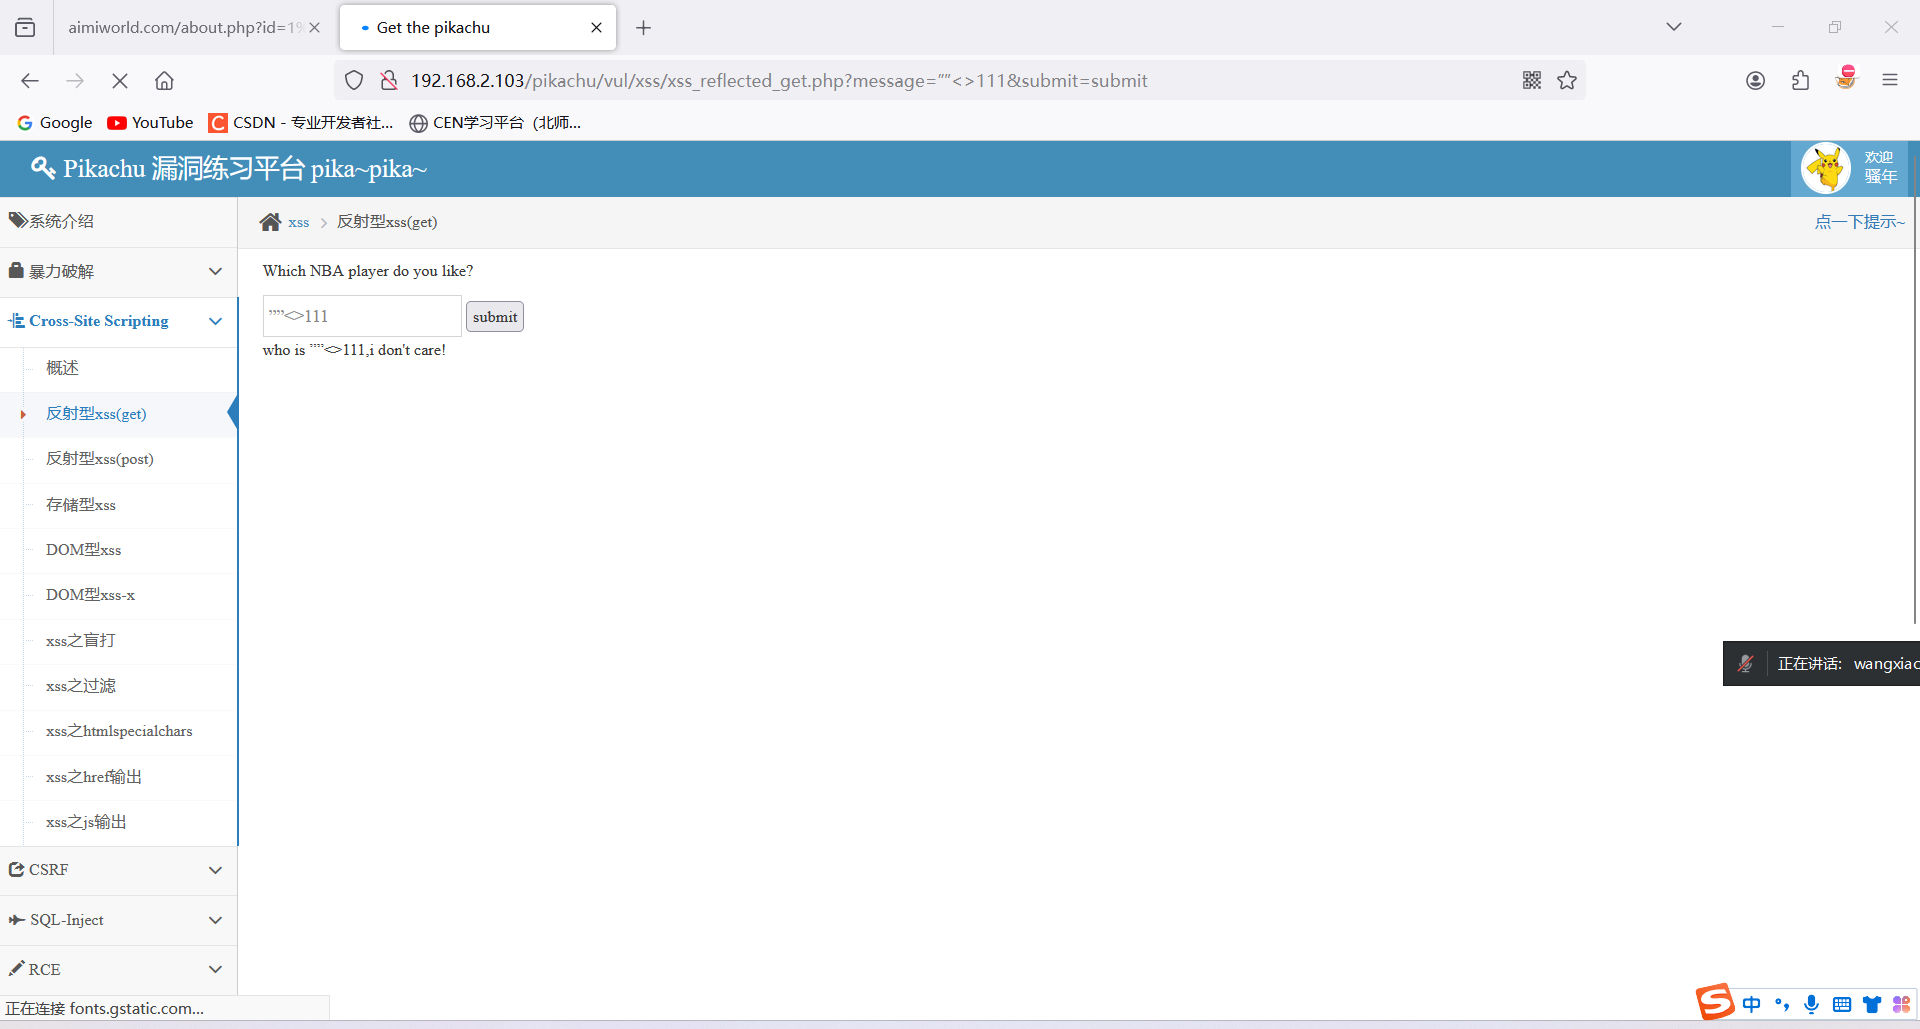 aimiworld.com/about.php?id=1%
Get the pikachu
192.168.2.103/pikachu/vul/xss/xss_reflected_get.php?message=””<>111&submit=submit
Google
YouTube
CSDN - 专业开发者社...
CEN学习平台（北师...
Pikachu 漏洞练习平台 pika~pika~
欢迎
骚年
系统介绍
xss
反射型xss(get)
点一下提示~
暴力破解
Which NBA player do you like?
””<>111
submit
who is ””<>111,i don't care!
Cross-Site Scripting
概述
反射型xss(get)
反射型xss(post)
存储型xss
DOM型xss
DOM型xss-x
xss之盲打
xss之过滤
xss之htmlspecialchars
xss之href输出
xss之js输出
CSRF
SQL-Inject
RCE
正在讲话: wangxiao
正在连接 fonts.gstatic.com...
中